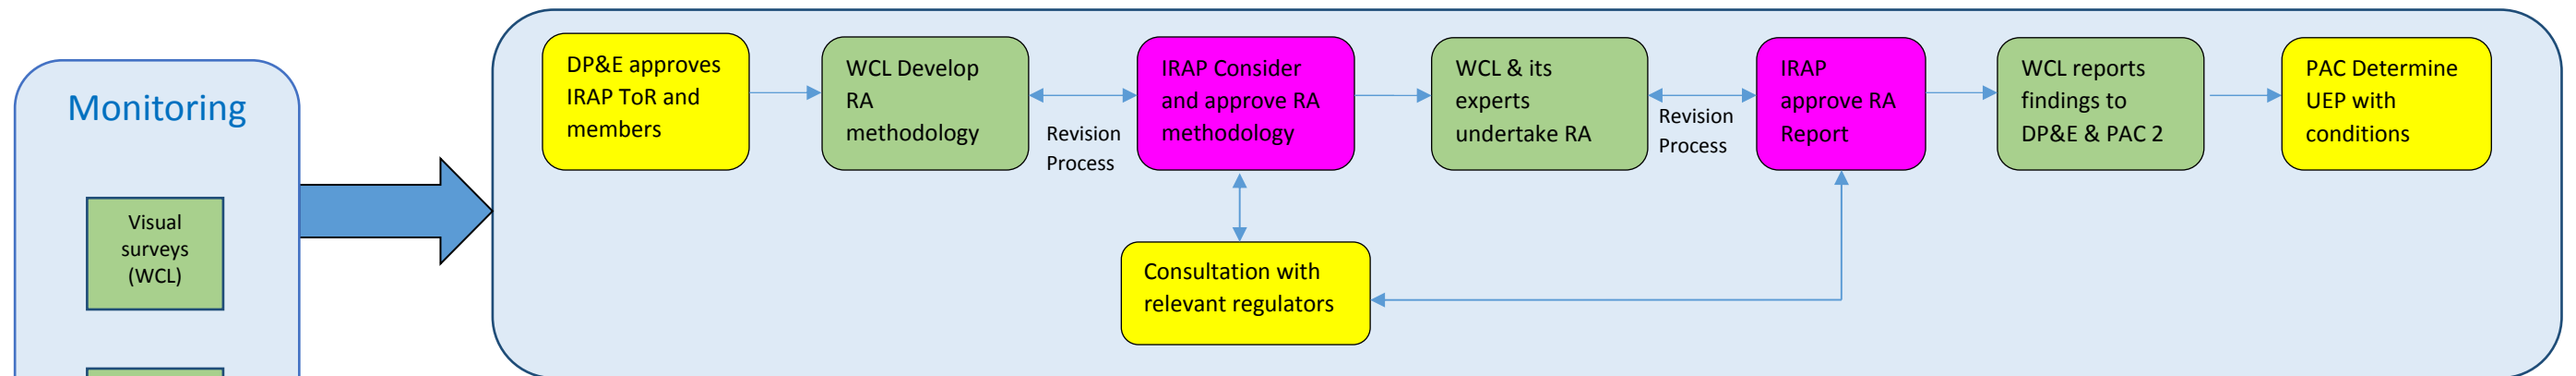 Monitoring
Visual
surveys
(WCL)
DP&E approves
IRAP ToR and
members
WCL Develop
RA
methodology
Revision
Process
IRAP Consider
and approve RA
methodology
WCL & its
experts
undertake RA
Revision
Process
IRAP
approve RA
Report
WCL reports
findings to
DP&E & PAC 2
PAC Determine
UEP with
conditions
Consultation with
relevant regulators